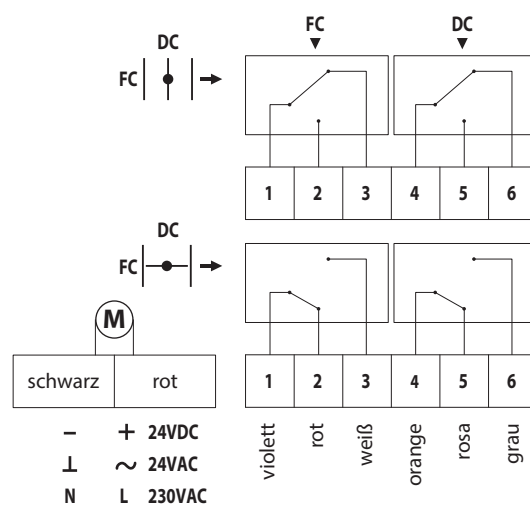 FC DC
DC
FC
1 2 3 4 5 6
DC
FC
M
schwarz rot
1 2 3 4 5 6
violett rot weiß orange rosa grau
– + 24VDC
⊥ ~ 24VAC
N L 230VAC